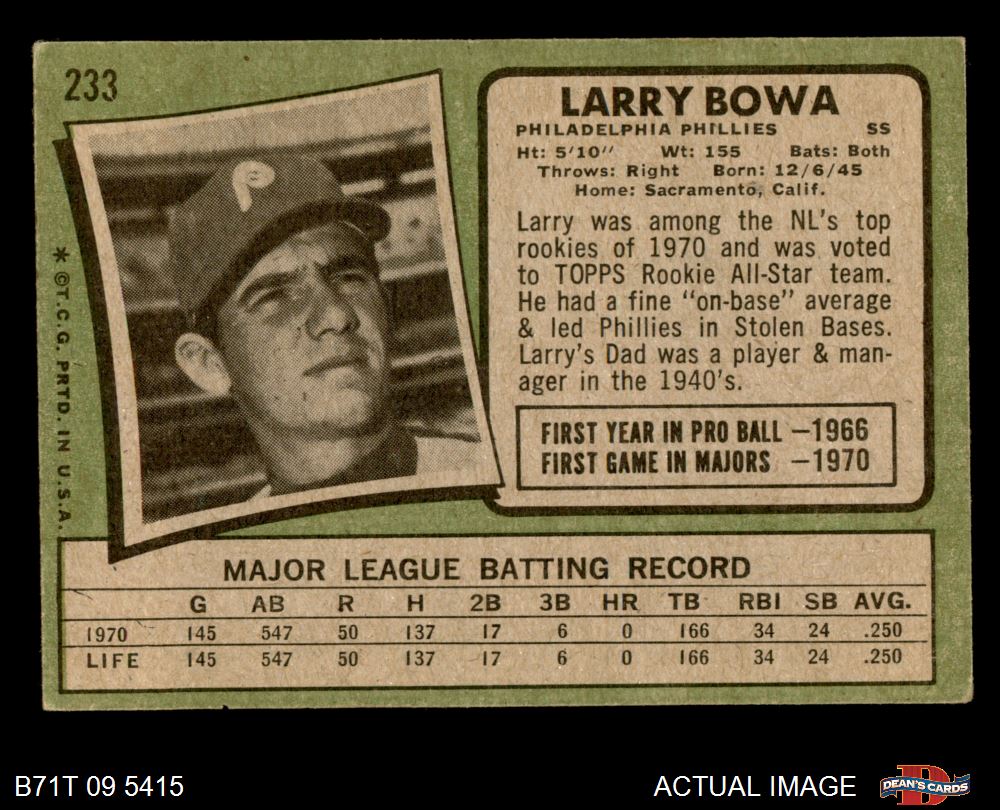 233
P
LARRY BOWA
PHILADELPHIA PHILLIES SS
Ht: 5'10" Wt: 155 Bats: Both
Throws: Right Born: 12/6/45
Home: Sacramento, Calif.
Larry was among the NL's top
rookies of 1970 and was voted
to TOPPS Rookie All-Star team.
He had a fine "on-base" average
& led Phillies in Stolen Bases.
Larry's Dad was a player & man-
ager in the 1940's.
FIRST YEAR IN PRO BALL —1966
FIRST GAME IN MAJORS —1970
* ©T.C.G. PRTD. IN U.S.A.
MAJOR LEAGUE BATTING RECORD
G AB R H 2B 3B HR TB RBI SB AVG.
1970 145 547 50 137 17 6 0 166 34 24 .250
LIFE 145 547 50 137 17 6 0 166 34 24 .250
B71T 09 5415
ACTUAL IMAGE
D
DEAN'S CARDS